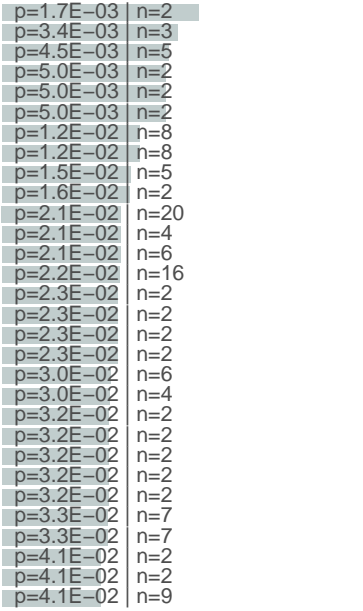 p=1.7E−03 | n=2
p=3.4E−03 | n=3
p=4.5E−03 | n=5
p=5.0E−03 | n=2
p=5.0E−03 | n=2
p=5.0E−03 | n=2
p=1.2E−02 | n=8
p=1.2E−02 | n=8
p=1.5E−02 | n=5
p=1.6E−02 | n=2
p=2.1E−02 | n=20
p=2.1E−02 | n=4
p=2.1E−02 | n=6
p=2.2E−02 | n=16
p=2.3E−02 | n=2
p=2.3E−02 | n=2
p=2.3E−02 | n=2
p=2.3E−02 | n=2
p=3.0E−02 | n=6
p=3.0E−02 | n=4
p=3.2E−02 | n=2
p=3.2E−02 | n=2
p=3.2E−02 | n=2
p=3.2E−02 | n=2
p=3.2E−02 | n=2
p=3.3E−02 | n=7
p=3.3E−02 | n=7
p=4.1E−02 | n=2
p=4.1E−02 | n=2
p=4.1E−02 | n=9